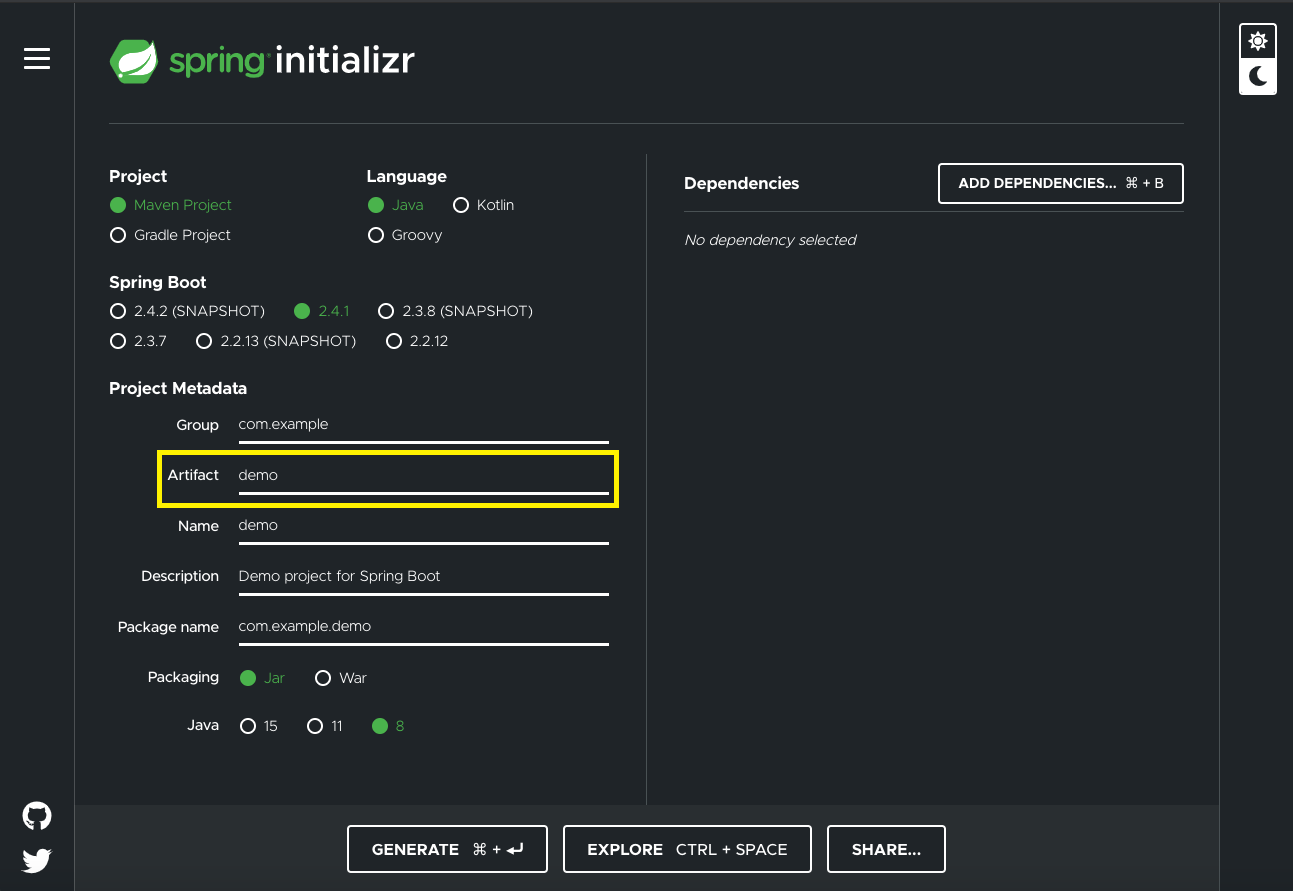 spring initializr
Project
Maven Project
Gradle Project
Language
Java Kotlin
Groovy
Spring Boot
2.4.2 (SNAPSHOT) 2.4.1 2.3.8 (SNAPSHOT)
2.3.7 2.2.13 (SNAPSHOT) 2.2.12
Project Metadata
Group com.example
Artifact demo
Name demo
Description Demo project for Spring Boot
Package name com.example.demo
Packaging Jar War
Java 15 11 8
Dependencies
ADD DEPENDENCIES... ⌘ + B
No dependency selected
GENERATE ⌘ + ⏎
EXPLORE CTRL + SPACE
SHARE...